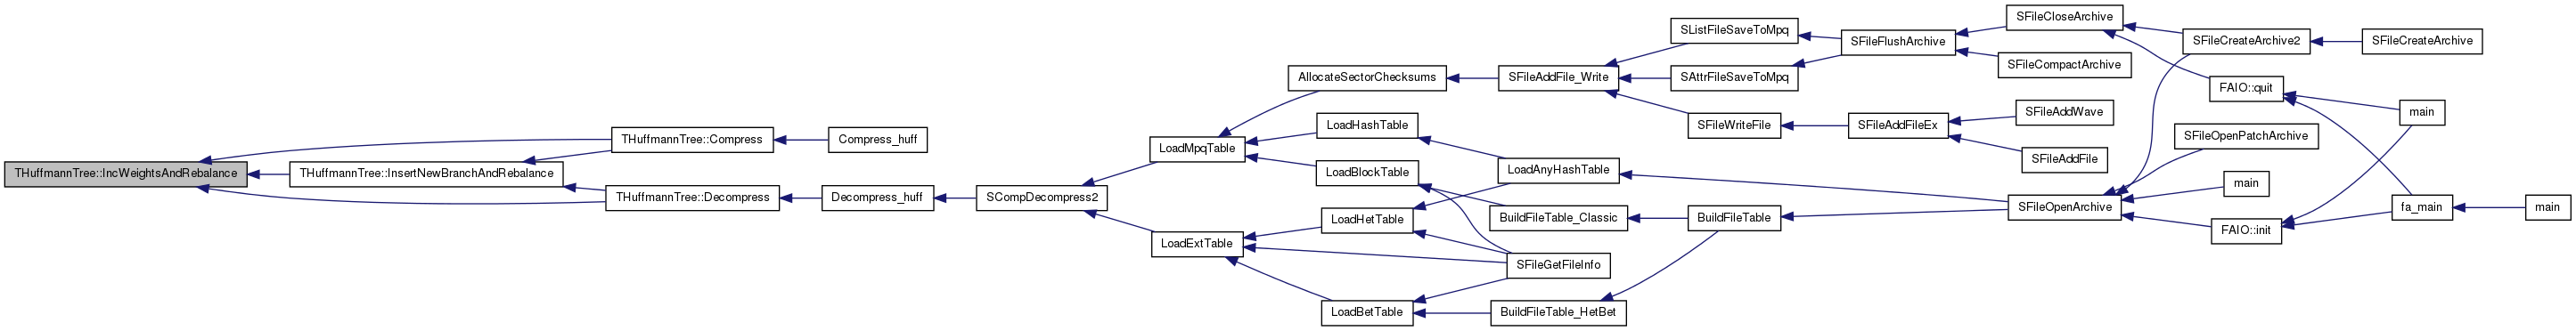 THuffmannTree::IncWeightsAndRebalance
THuffmannTree::Compress
Compress_huff
THuffmannTree::InsertNewBranchAndRebalance
THuffmannTree::Decompress
Decompress_huff
SCompDecompress2
LoadMpqTable
LoadExtTable
AllocateSectorChecksums
LoadHashTable
LoadBlockTable
LoadHetTable
LoadBetTable
SFileAddFile_Write
LoadAnyHashTable
BuildFileTable_Classic
SFileGetFileInfo
BuildFileTable_HetBet
SListFileSaveToMpq
SAttrFileSaveToMpq
SFileWriteFile
BuildFileTable
SFileFlushArchive
SFileAddFileEx
SFileCloseArchive
SFileCompactArchive
SFileAddWave
SFileAddFile
SFileOpenArchive
SFileCreateArchive2
FAIO::quit
SFileOpenPatchArchive
main
FAIO::init
SFileCreateArchive
main
fa_main
main